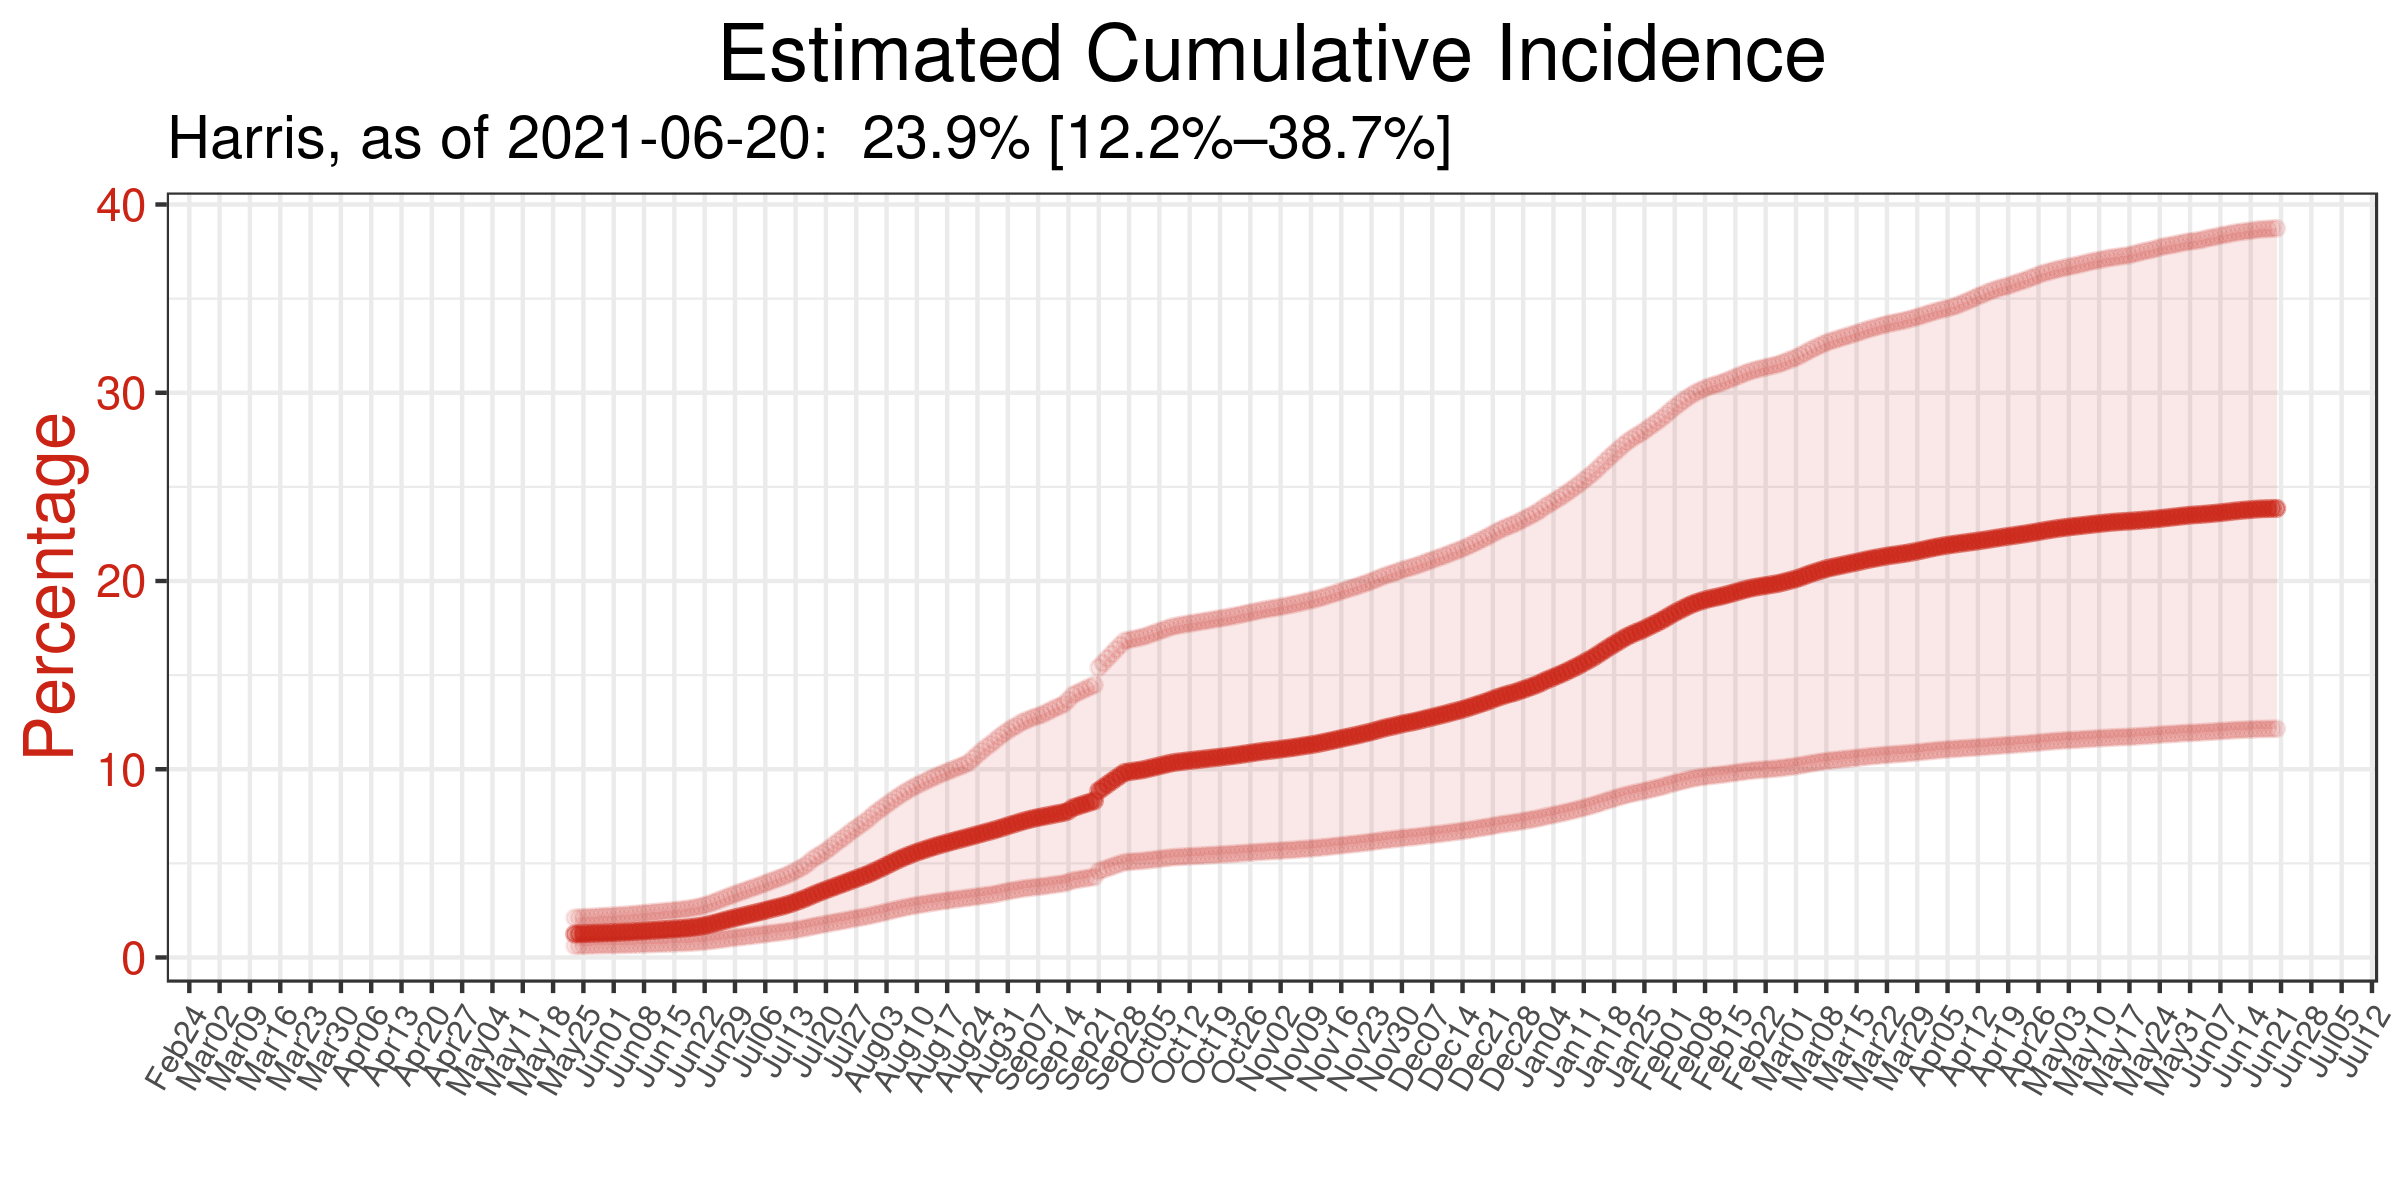 Estimated Cumulative Incidence
Harris, as of 2021-06-20:  23.9% [12.2%–38.7%]
Percentage
40
30
20
10
0
Feb24
Mar02
Mar09
Mar16
Mar23
Mar30
Apr06
Apr13
Apr20
Apr27
May04
May11
May18
May25
Jun01
Jun08
Jun15
Jun22
Jun29
Jul06
Jul13
Jul20
Jul27
Aug03
Aug10
Aug17
Aug24
Aug31
Sep07
Sep14
Sep21
Sep28
Oct05
Oct12
Oct19
Oct26
Nov02
Nov09
Nov16
Nov23
Nov30
Dec07
Dec14
Dec21
Dec28
Jan04
Jan11
Jan18
Jan25
Feb01
Feb08
Feb15
Feb22
Mar01
Mar08
Mar15
Mar22
Mar29
Apr05
Apr12
Apr19
Apr26
May03
May10
May17
May24
May31
Jun07
Jun14
Jun21
Jun28
Jul05
Jul12